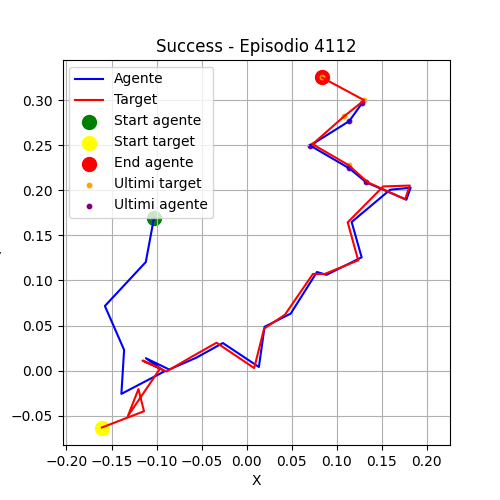 Success - Episodio 4112
Agente
Target
Start agente
Start target
End agente
Ultimi target
Ultimi agente
0.30
0.25
0.20
0.15
0.10
0.05
0.00
−0.05
−0.20 −0.15 −0.10 −0.05 0.00 0.05 0.10 0.15 0.20
X